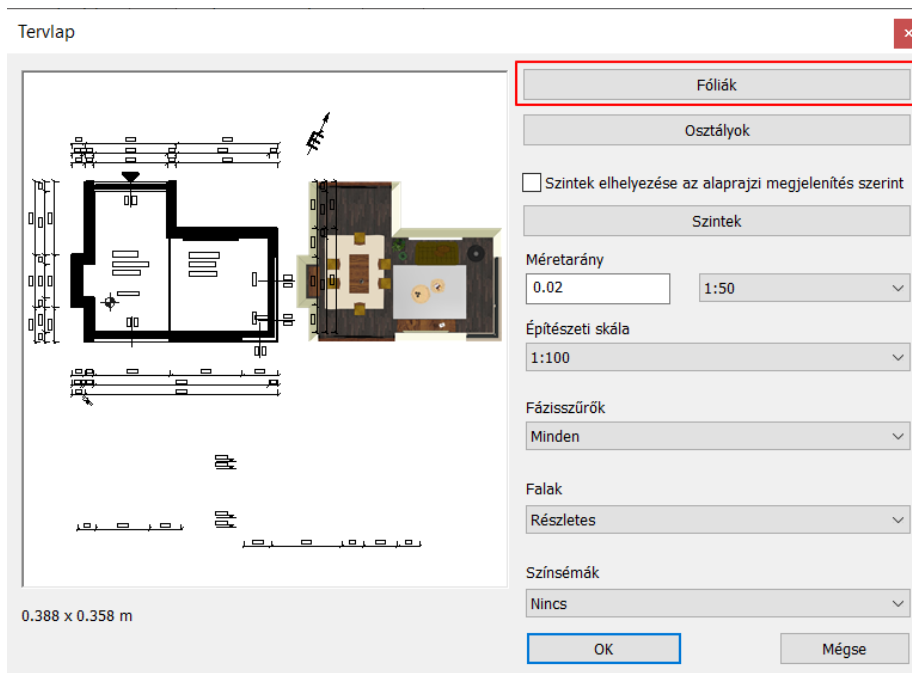 Tervlap
Fóliák
Osztályok
Szintek elhelyezése az alaprajzi megjelenítés szerint
Szintek
Méretarány
0.02
1:50
Építészeti skála
1:100
Fázisszűrők
Minden
Falak
Részletes
Színsémák
Nincs
0.388 x 0.358 m
OK
Mégse